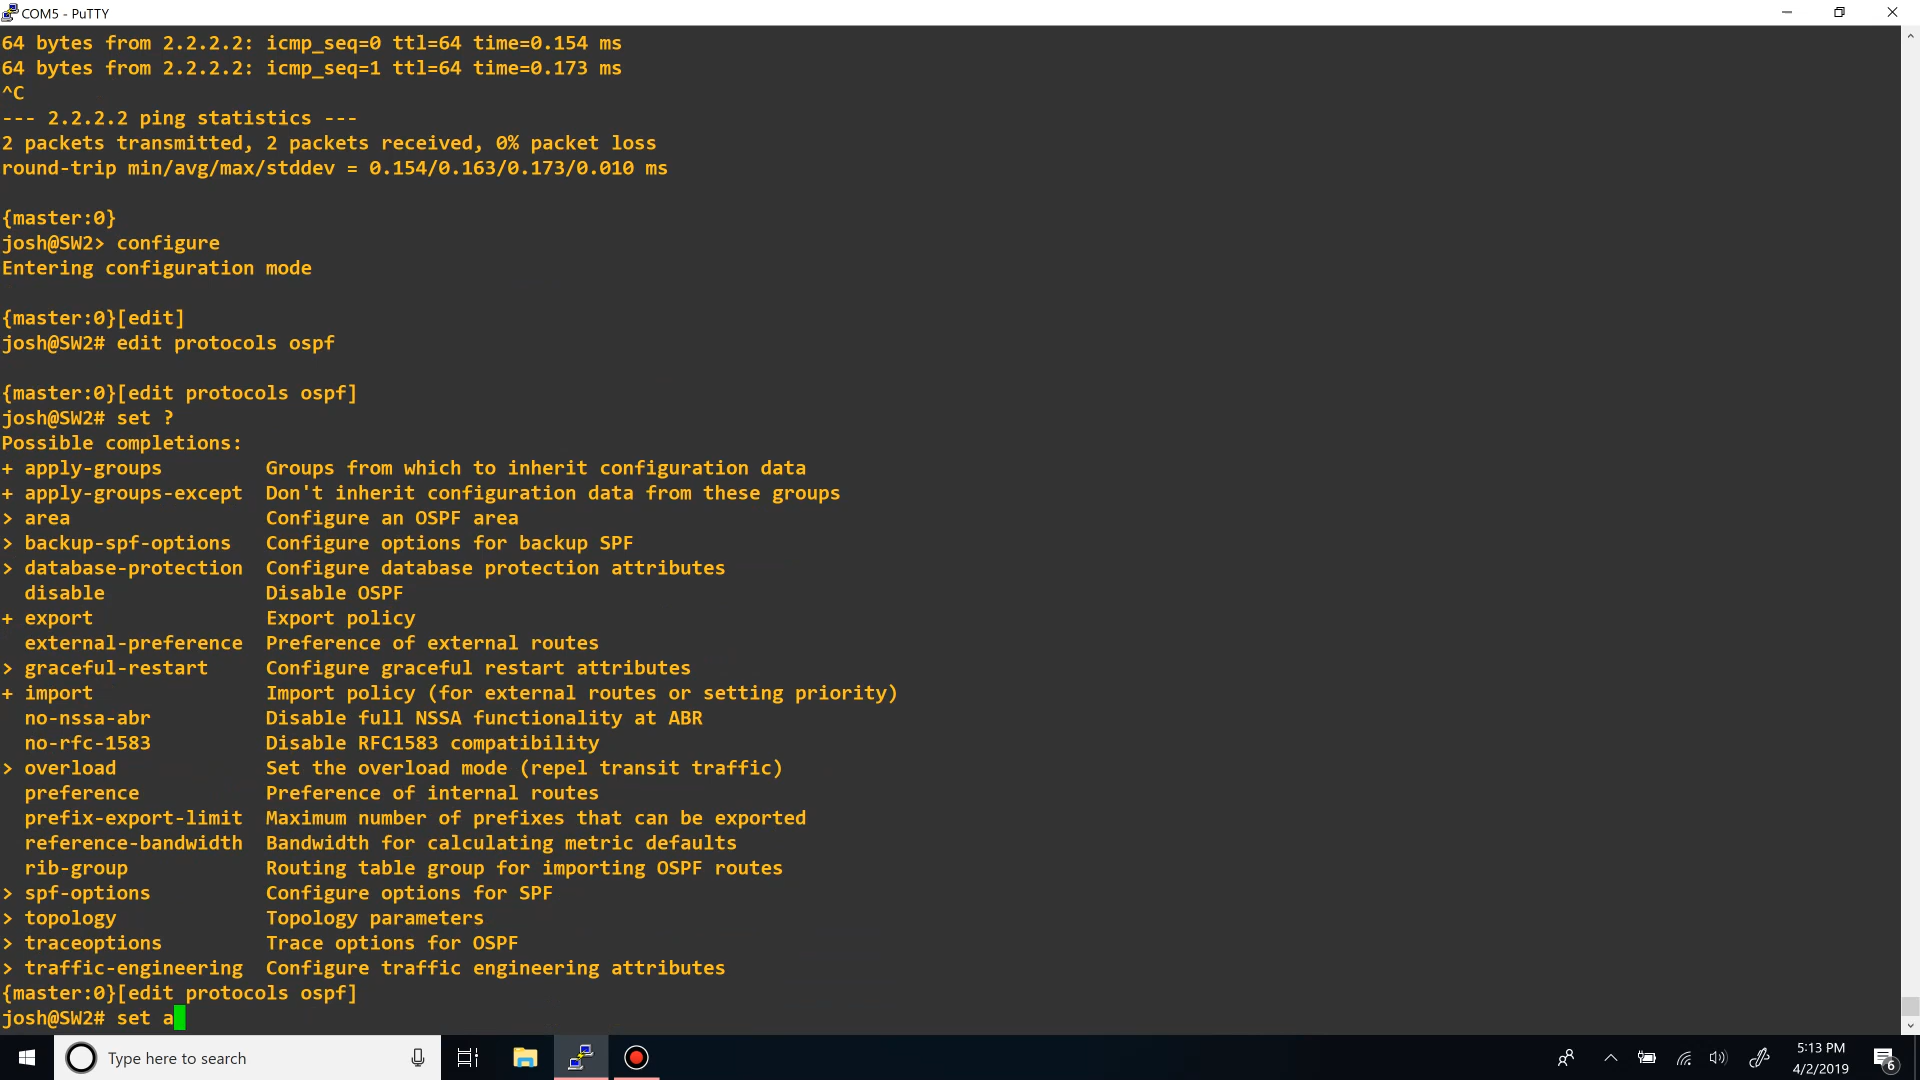 COM5 - PuTTY
64 bytes from 2.2.2.2: icmp_seq=0 ttl=64 time=0.154 ms
64 bytes from 2.2.2.2: icmp_seq=1 ttl=64 time=0.173 ms
^C
--- 2.2.2.2 ping statistics ---
2 packets transmitted, 2 packets received, 0% packet loss
round-trip min/avg/max/stddev = 0.154/0.163/0.173/0.010 ms
{master:0}
josh@SW2> configure
Entering configuration mode
{master:0}[edit]
josh@SW2# edit protocols ospf
{master:0}[edit protocols ospf]
josh@SW2# set ?
Possible completions:
+ apply-groups         Groups from which to inherit configuration data
+ apply-groups-except  Don't inherit configuration data from these groups
> area                 Configure an OSPF area
> backup-spf-options   Configure options for backup SPF
> database-protection  Configure database protection attributes
  disable              Disable OSPF
+ export               Export policy
  external-preference  Preference of external routes
> graceful-restart     Configure graceful restart attributes
+ import               Import policy (for external routes or setting priority)
  no-nssa-abr          Disable full NSSA functionality at ABR
  no-rfc-1583          Disable RFC1583 compatibility
> overload             Set the overload mode (repel transit traffic)
  preference           Preference of internal routes
  prefix-export-limit  Maximum number of prefixes that can be exported
  reference-bandwidth  Bandwidth for calculating metric defaults
  rib-group            Routing table group for importing OSPF routes
> spf-options          Configure options for SPF
> topology             Topology parameters
> traceoptions         Trace options for OSPF
> traffic-engineering  Configure traffic engineering attributes
{master:0}[edit protocols ospf]
josh@SW2# set a
Type here to search
5:13 PM
4/2/2019
6